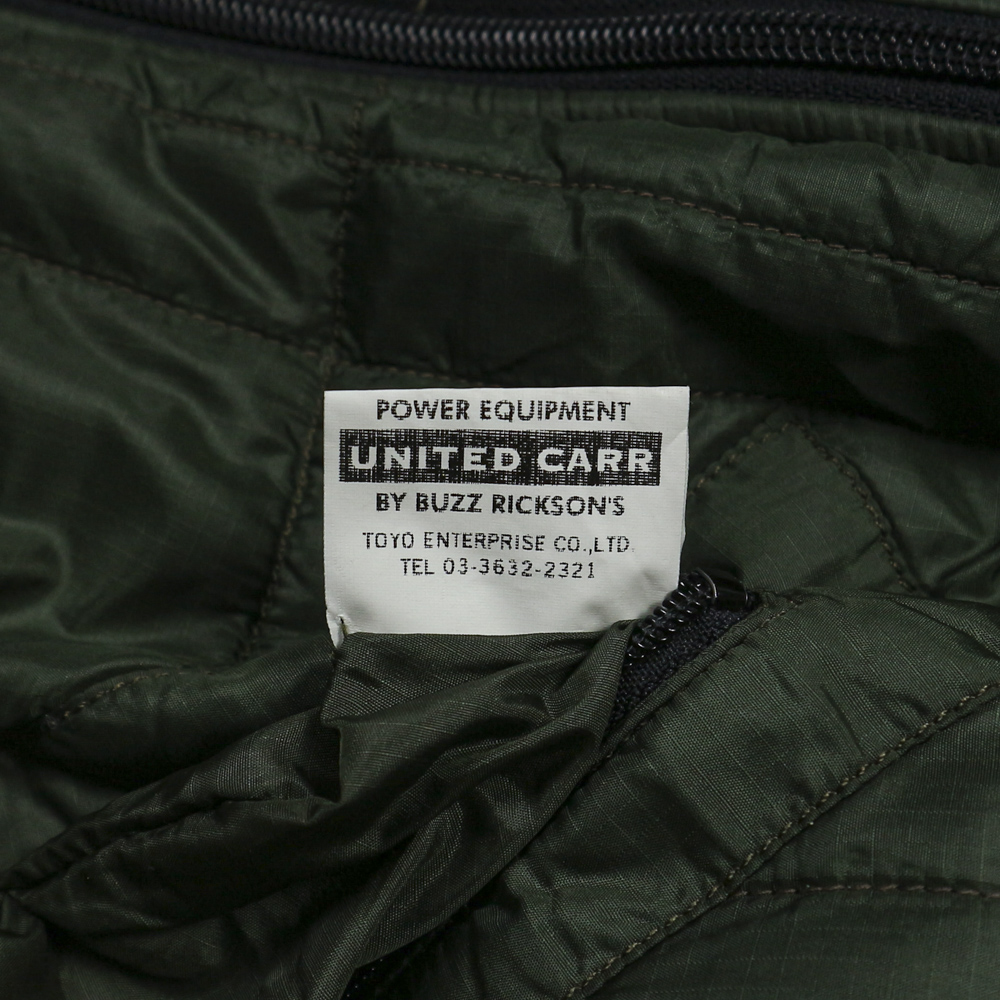 POWER EQUIPMENT
UNITED CARR
BY BUZZ RICKSON'S
TOYO ENTERPRISE CO.,LTD.
TEL 03-3632-2321